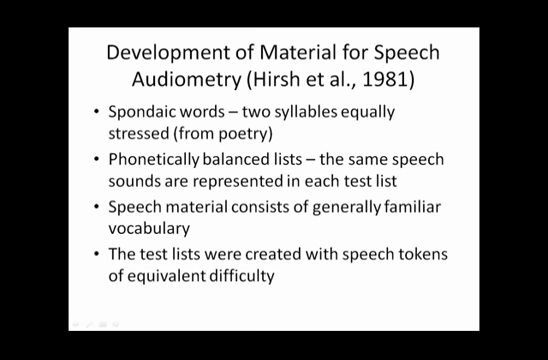 Development of Material for Speech
Audiometry (Hirsh et al., 1981)
• Spondaic words – two syllables equally
stressed (from poetry)
• Phonetically balanced lists – the same speech
sounds are represented in each test list
• Speech material consists of generally familiar
vocabulary
• The test lists were created with speech tokens
of equivalent difficulty